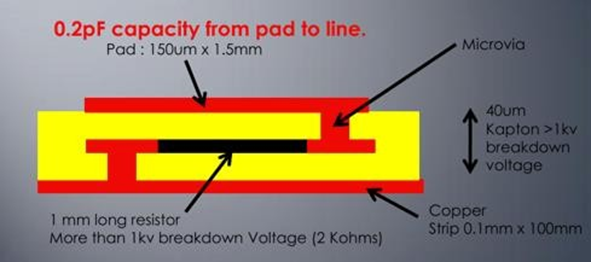 0.2pF capacity from pad to line.
Pad : 150um x 1.5mm
Microvia
40um
Kapton >1kv
breakdown
voltage
1 mm long resistor
More than 1kv breakdown Voltage (2 Kohms)
Copper
Strip 0.1mm x 100mm